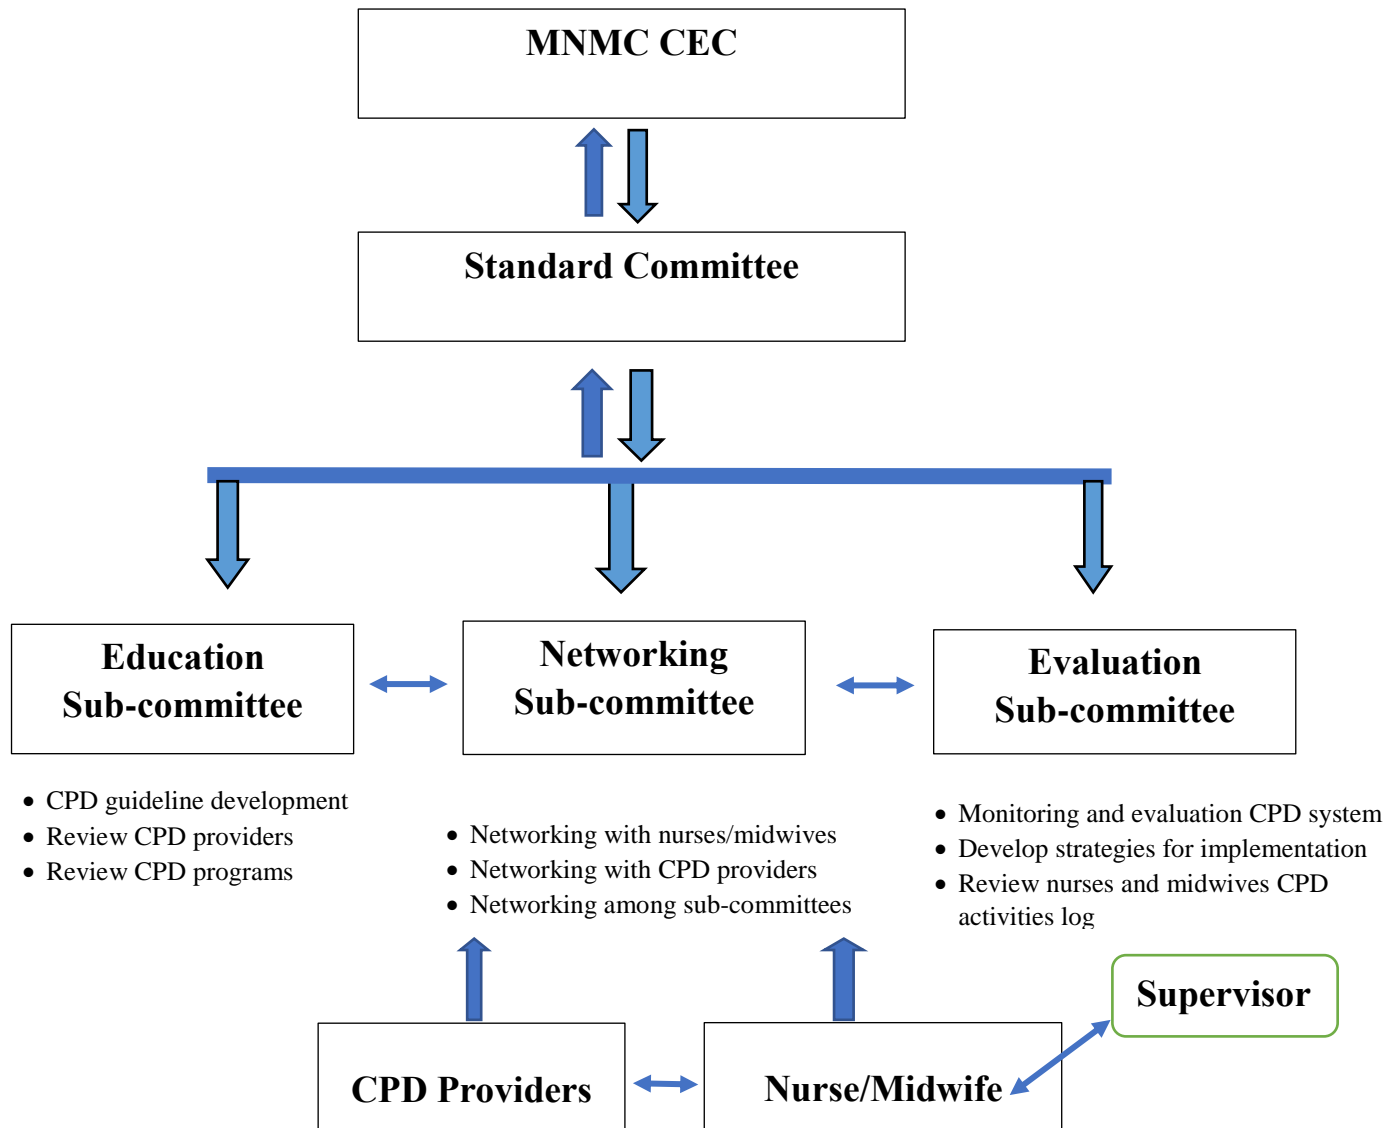 MNMC CEC
Standard Committee
Education
Sub-committee
Networking
Sub-committee
Evaluation
Sub-committee
• CPD guideline development
• Review CPD providers
• Review CPD programs
• Networking with nurses/midwives
• Networking with CPD providers
• Networking among sub-committees
• Monitoring and evaluation CPD system
• Develop strategies for implementation
• Review nurses and midwives CPD
activities log
Supervisor
CPD Providers
Nurse/Midwife